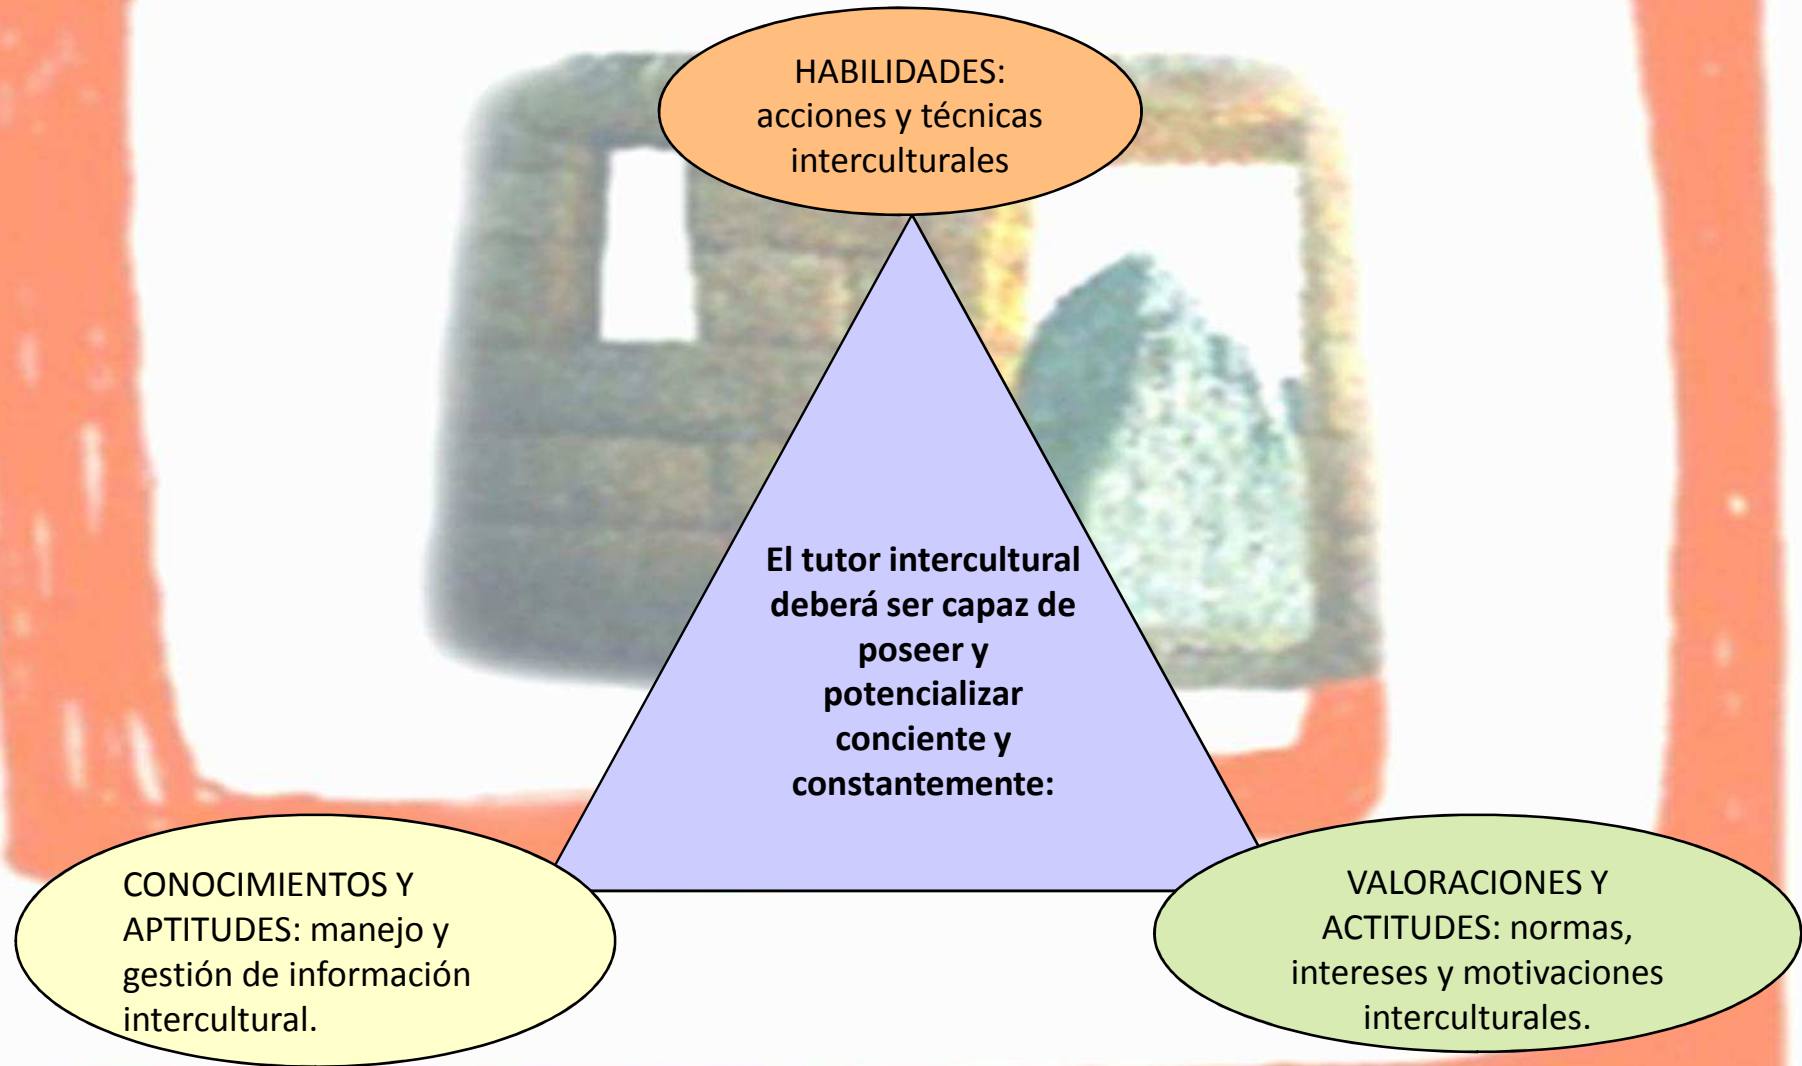 HABILIDADES:
acciones y técnicas
interculturales
El tutor intercultural
deberá ser capaz de
poseer y
potencializar
conciente y
constantemente:
CONOCIMIENTOS Y
APTITUDES: manejo y
gestión de información
intercultural.
VALORACIONES Y
ACTITUDES: normas,
intereses y motivaciones
interculturales.